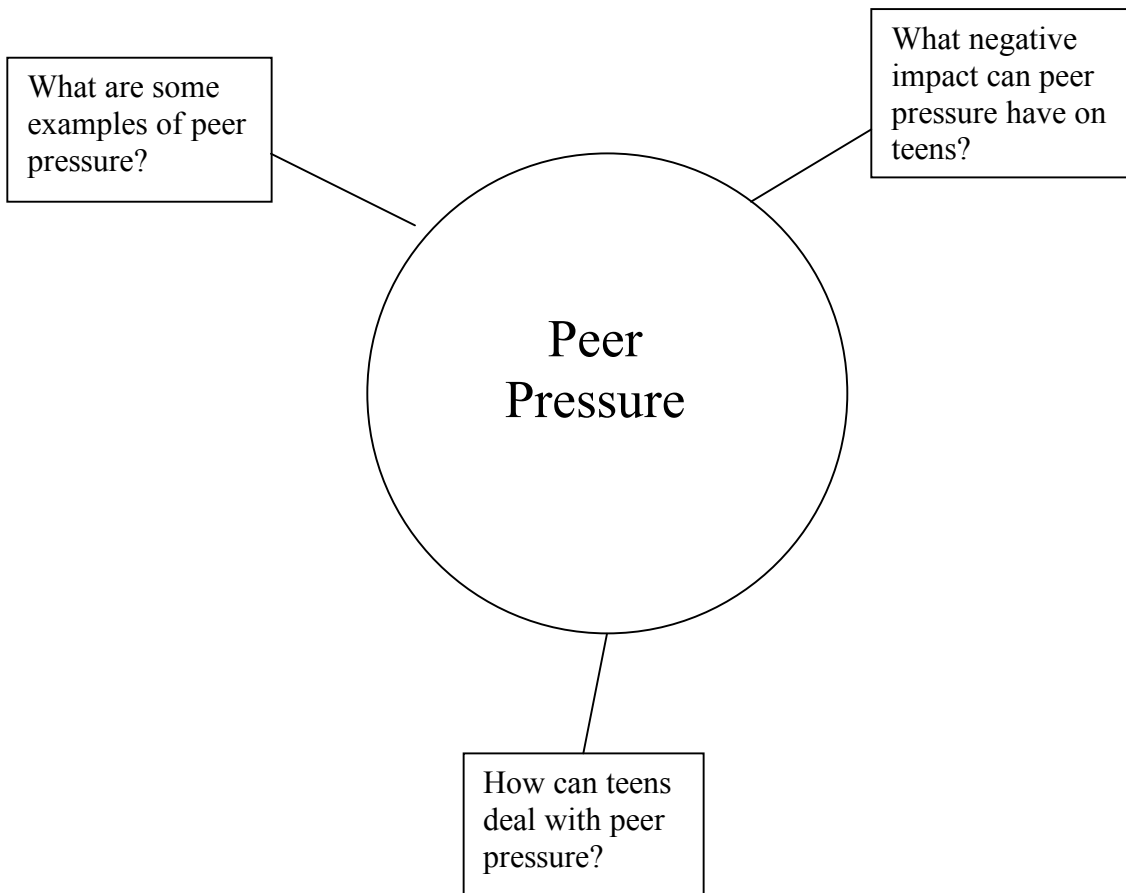 What are some
examples of peer
pressure?
What negative
impact can peer
pressure have on
teens?
Peer
Pressure
How can teens
deal with peer
pressure?